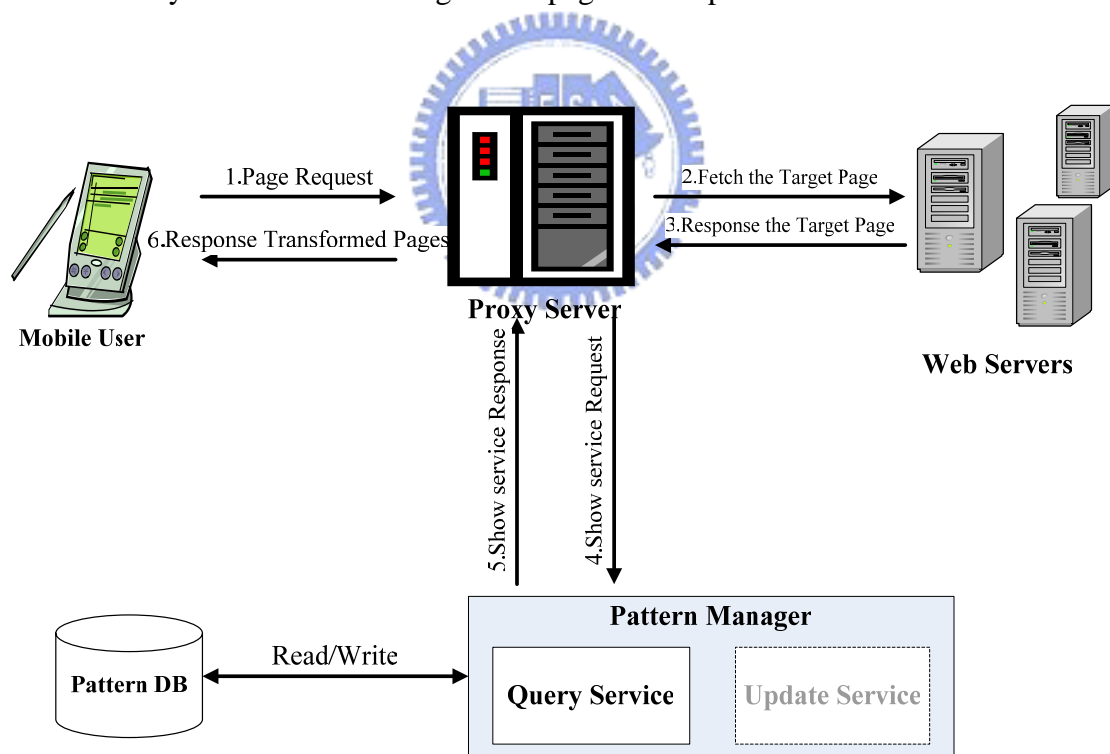 1.Page Request
2.Fetch the Target Page
3.Response the Target Page
6.Response Transformed Pages
Proxy Server
Mobile User
Web Servers
5.Show service Response
4.Show service Request
Pattern Manager
Read/Write
Pattern DB
Query Service
Update Service